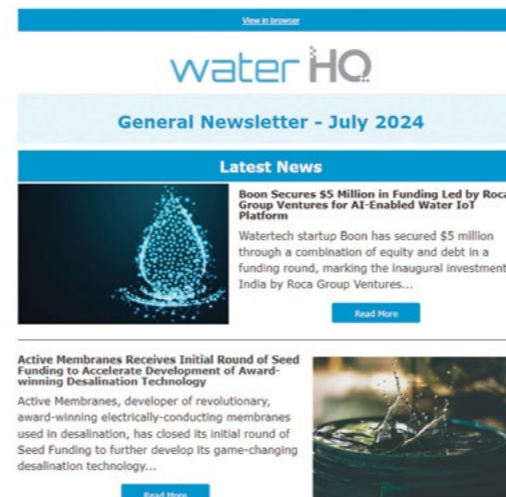 View in browser
water HQ
General Newsletter - July 2024
Latest News
Boon Secures $5 Million in Funding Led by Roca
Group Ventures for AI-Enabled Water IoT
Platform
Watertech startup Boon has secured $5 million
through a combination of equity and debt in a
funding round, marking the inaugural investment
India by Roca Group Ventures...
Read More
Active Membranes Receives Initial Round of Seed
Funding to Accelerate Development of Award-
winning Desalination Technology
Active Membranes, developer of revolutionary,
award-winning electrically-conducting membranes
used in desalination, has closed its initial round of
Seed Funding to further develop its game-changing
desalination technology...
Read More